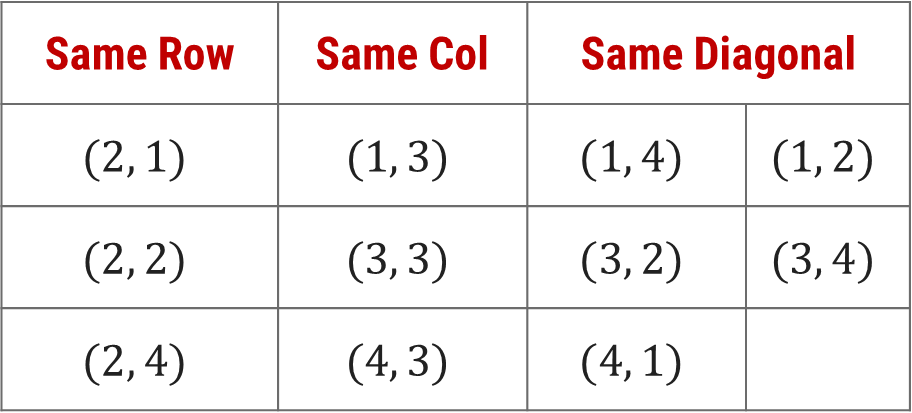 Same Row Same Col Same Diagonal
(2, 1) (1, 3) (1, 4) (1, 2)
(2, 2) (3, 3) (3, 2) (3, 4)
(2, 4) (4, 3) (4, 1)